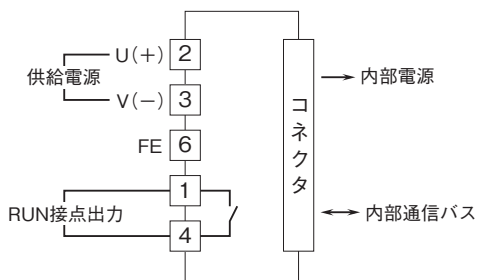 U(+) 2
供給電源
V(−) 3
FE 6
1
RUN接点出力
4
コネクタ
内部電源
内部通信バス